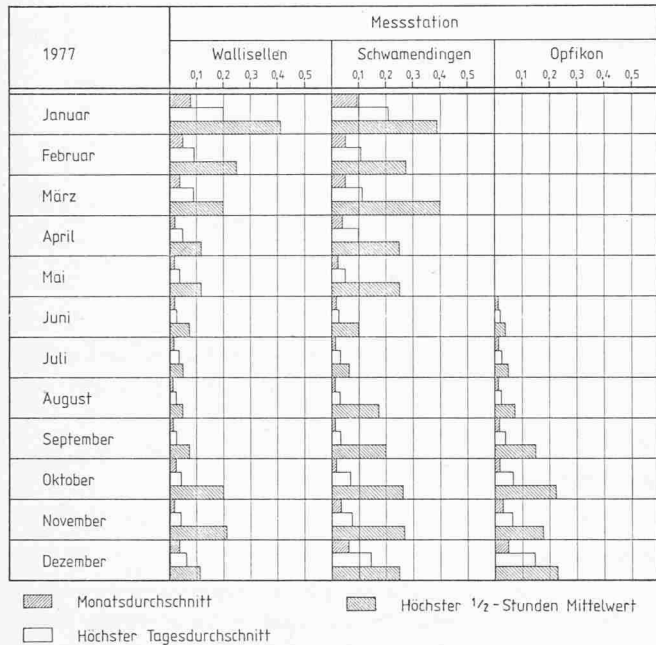 Messstation
1977
Walliselen Schwamendingen Opfikon
0,1 0,2 0,3 0,4 0,5 0,1 0,2 0,3 0,4 0,5 0,1 0,2 0,3 0,4 0,5
Januar
Februar
März
April
Mai
Juni
Juli
August
September
Oktober
November
Dezember
Monatsdurchschnitt Höchster 1/2-Stunden Mittelwert
Höchster Tagesdurchschnitt